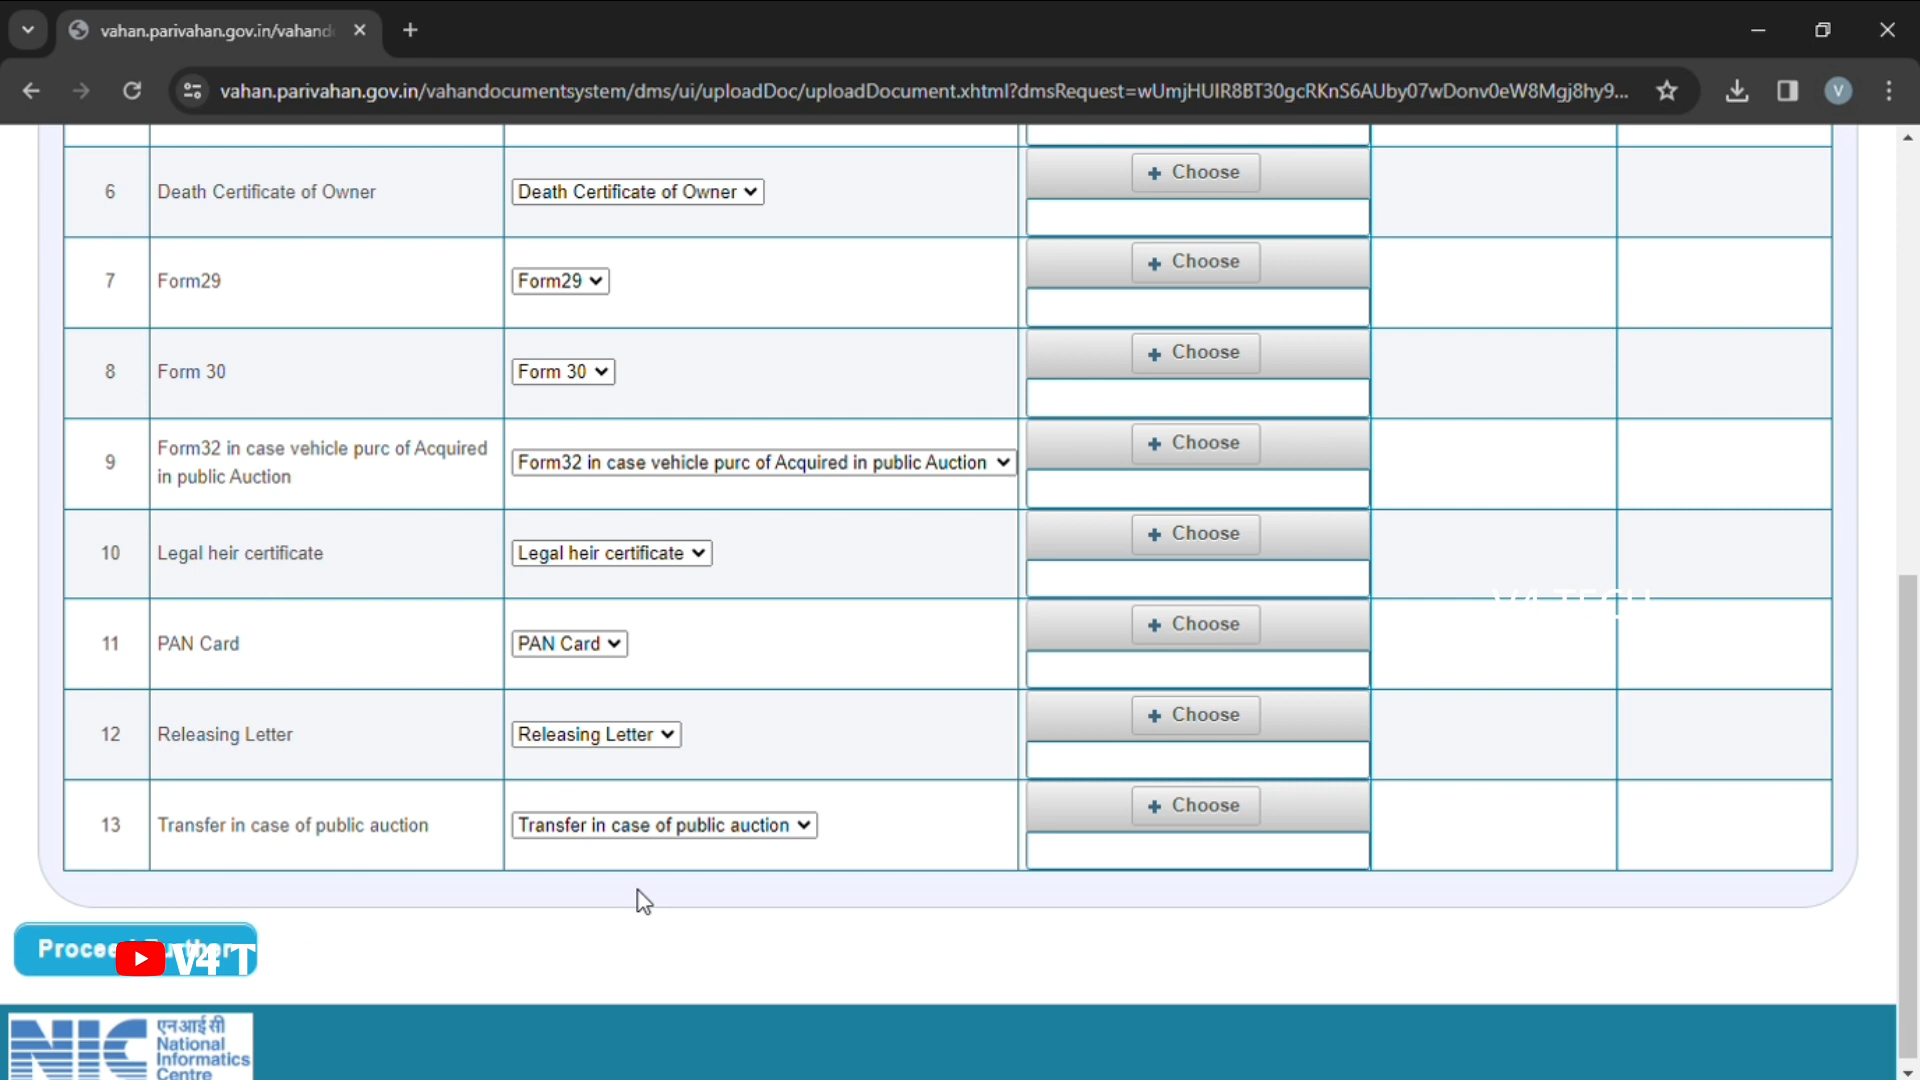 vahan.parivahan.gov.in/vahand
vahan.parivahan.gov.in/vahandocumentsystem/dms/ui/uploadDoc/uploadDocument.xhtml?dmsRequest=wUmjHUIR8BT30gcRKnS6AUby07wDonv0eW8Mgj8hy9...
V
6 Death Certificate of Owner Death Certificate of Owner + Choose
7 Form29 Form29 + Choose
8 Form 30 Form 30 + Choose
9 Form32 in case vehicle purc of Acquired
in public Auction Form32 in case vehicle purc of Acquired in public Auction + Choose
10 Legal heir certificate Legal heir certificate + Choose
11 PAN Card PAN Card + Choose
12 Releasing Letter Releasing Letter + Choose
13 Transfer in case of public auction Transfer in case of public auction + Choose
V4 T
NIC एनआईसी
National
Informatics
Centre